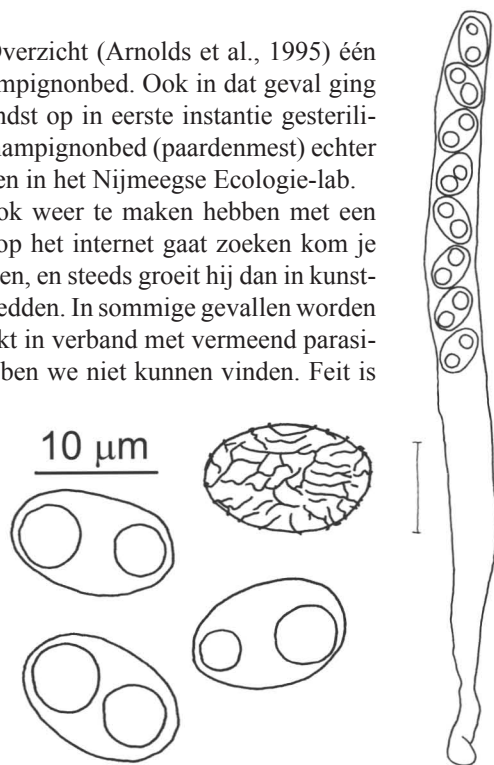 Overzicht (Arnolds et al., 1995) één
ampignonbed. Ook in dat geval ging
ndst op in eerste instantie gesterili-
hampignonbed (paardenmest) echter
en in het Nijmeegse Ecologie-lab.
ok weer te maken hebben met een
op het internet gaat zoeken kom je
en, en steeds groeit hij dan in kunst-
edden. In sommige gevallen worden
kt in verband met vermeend parasi-
ben we niet kunnen vinden. Feit is
10 µm